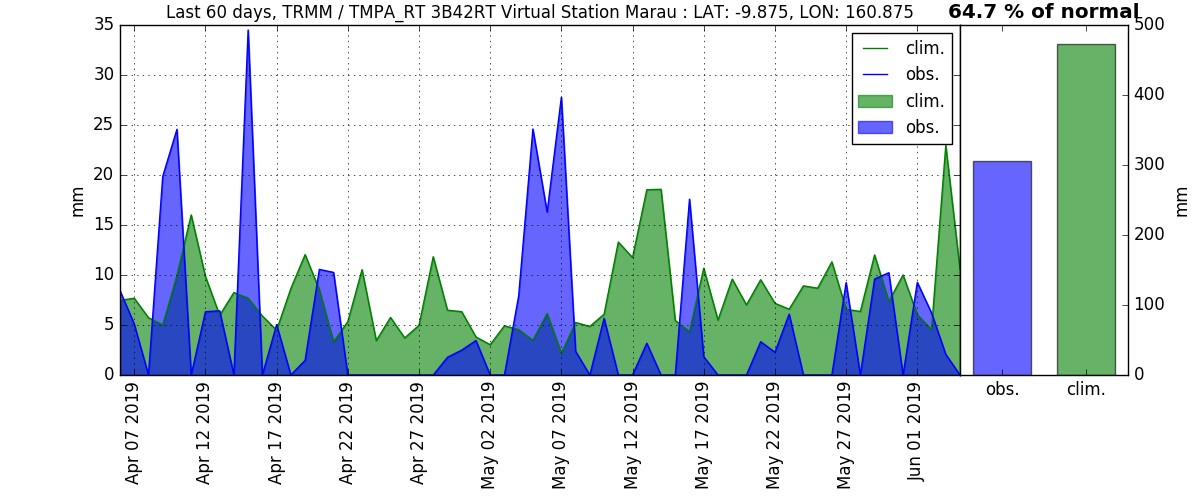 Last 60 days, TRMM / TMPA_RT 3B42RT Virtual Station Marau : LAT: -9.875, LON: 160.875
64.7 % of normal
35
30
25
20
15
10
5
0
mm
clim.
obs.
clim.
obs.
500
400
300
200
100
0
mm
Apr 07 2019
Apr 12 2019
Apr 17 2019
Apr 22 2019
Apr 27 2019
May 02 2019
May 07 2019
May 12 2019
May 17 2019
May 22 2019
May 27 2019
Jun 01 2019
obs.
clim.